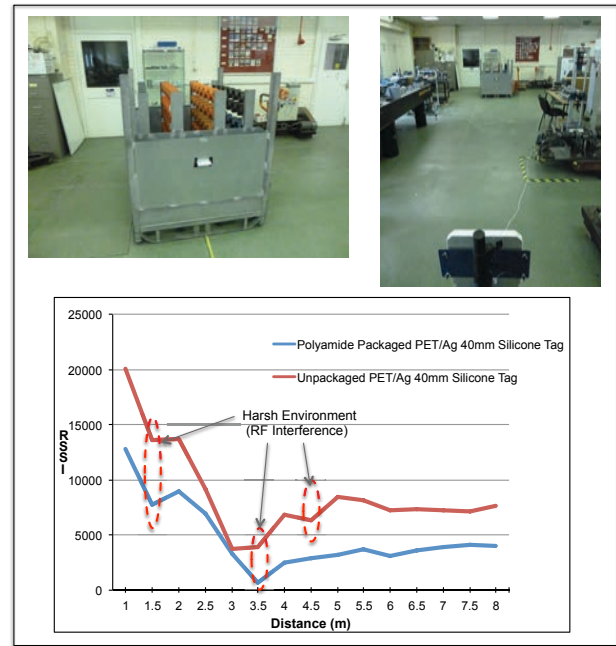 25000
20000
15000
10000
5000
0
RSSI
Polyamide Packaged PET/Ag 40mm Silicone Tag
Unpackaged PET/Ag 40mm Silicone Tag
Harsh Environment
(RF Interference)
1 1.5 2 2.5 3 3.5 4 4.5 5 5.5 6 6.5 7 7.5 8
Distance (m)